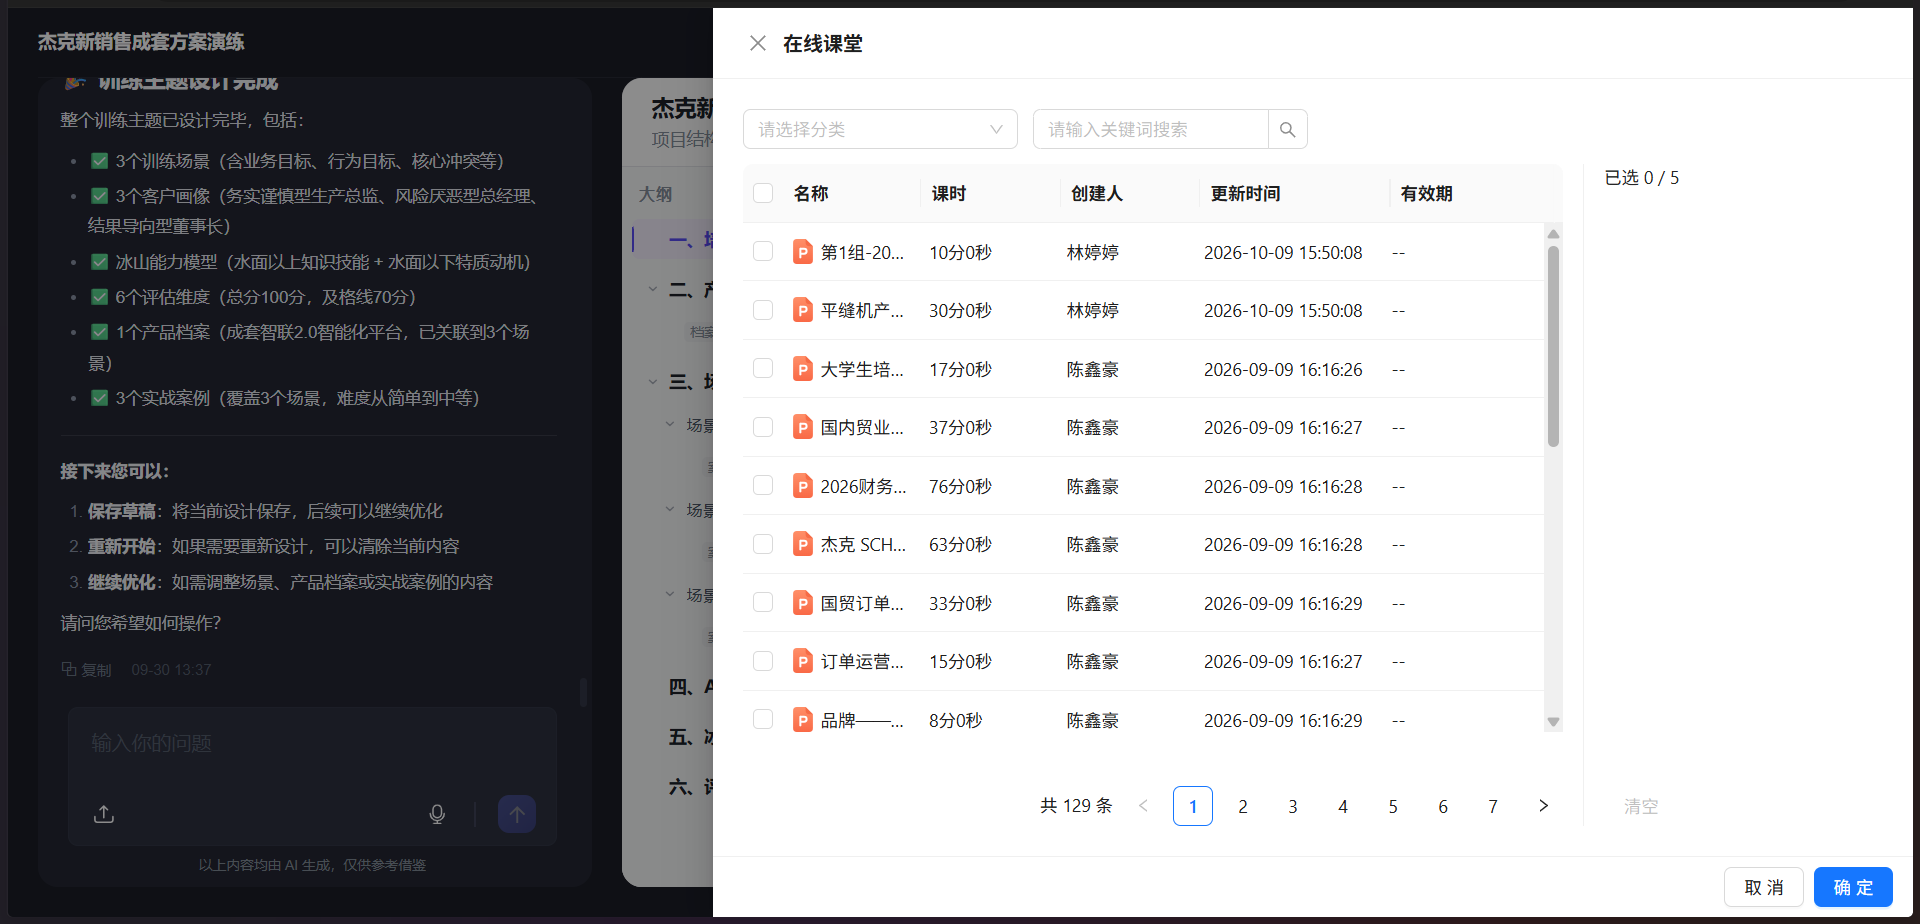 杰克新销售成套方案演练
训练主题设计完成
整个训练主题已设计完毕，包括：
3个训练场景（含业务目标、行为目标、核心冲突等）
3个客户画像（务实谨慎型生产总监、风险厌恶型总经理、
结果导向型董事长）
冰山能力模型（水面以上知识技能 + 水面以下特质动机）
6个评估维度（总分100分，及格线70分）
1个产品档案（成套智联2.0智能化平台，已关联到3个场
景）
3个实战案例（覆盖3个场景，难度从简单到中等）
接下来您可以：
1. 保存草稿：将当前设计保存，后续可以继续优化
2. 重新开始：如果需要重新设计，可以清除当前内容
3. 继续优化：如需调整场景、产品档案或实战案例的内容
请问您希望如何操作？
复制 09-30 13:37
输入你的问题
以上内容均由 AI 生成，仅供参考借鉴
杰克新
项目结构
大纲
一、场
二、产
档案
三、场
场景
场景
场景
四、A
五、冰
六、评
在线课堂
请选择分类 请输入关键词搜索
名称 课时 创建人 更新时间 有效期
第1组-20... 10分0秒 林婷婷 2026-10-09 15:50:08 --
平缝机产... 30分0秒 林婷婷 2026-10-09 15:50:08 --
大学生培... 17分0秒 陈鑫豪 2026-09-09 16:16:26 --
国内贸业... 37分0秒 陈鑫豪 2026-09-09 16:16:27 --
2026财务... 76分0秒 陈鑫豪 2026-09-09 16:16:28 --
杰克 SCH... 63分0秒 陈鑫豪 2026-09-09 16:16:28 --
国贸订单... 33分0秒 陈鑫豪 2026-09-09 16:16:29 --
订单运营... 15分0秒 陈鑫豪 2026-09-09 16:16:27 --
品牌——... 8分0秒 陈鑫豪 2026-09-09 16:16:29 --
共 129 条 < 1 2 3 4 5 6 7 >
已选 0 / 5
清空
取 消 确 定